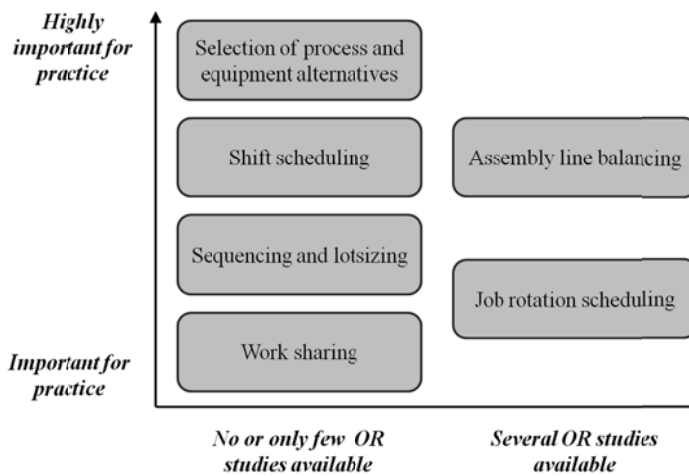 Highly
important for
practice
Selection of process and
equipment alternatives
Shift scheduling
Assembly line balancing
Sequencing and lotsizing
Job rotation scheduling
Work sharing
Important for
practice
No or only few OR
studies available
Several OR studies
available